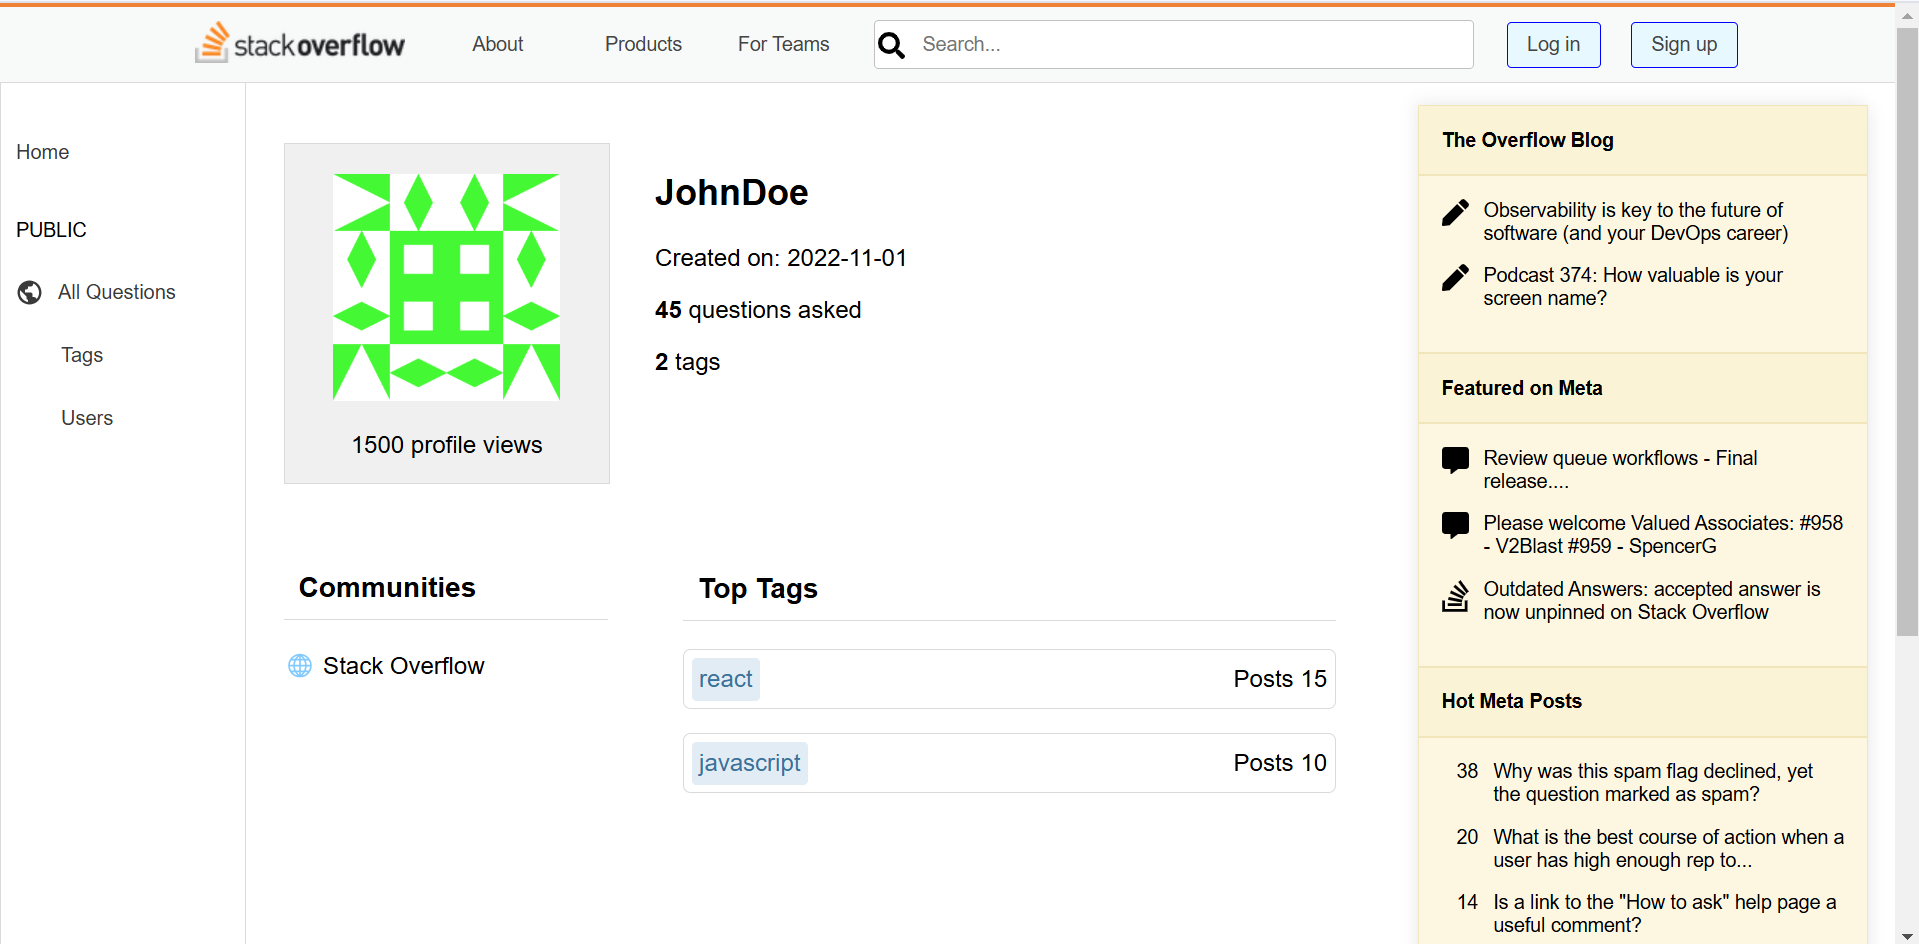 stackoverflow
About
Products
For Teams
Search...
Log in
Sign up
Home
PUBLIC
All Questions
Tags
Users
1500 profile views
JohnDoe
Created on: 2022-11-01
45 questions asked
2 tags
Communities
Stack Overflow
Top Tags
react
Posts 15
javascript
Posts 10
The Overflow Blog
Observability is key to the future of
software (and your DevOps career)
Podcast 374: How valuable is your
screen name?
Featured on Meta
Review queue workflows - Final
release....
Please welcome Valued Associates: #958
- V2Blast #959 - SpencerG
Outdated Answers: accepted answer is
now unpinned on Stack Overflow
Hot Meta Posts
38 Why was this spam flag declined, yet
the question marked as spam?
20 What is the best course of action when a
user has high enough rep to...
14 Is a link to the "How to ask" help page a
useful comment?